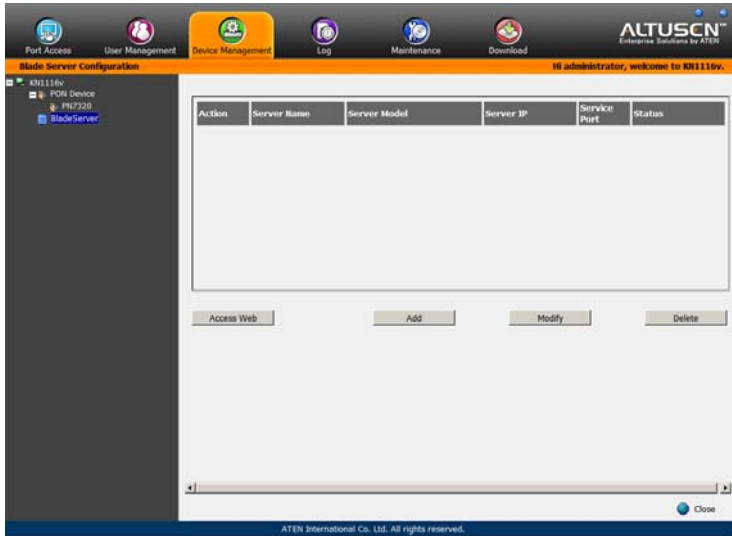 Port Access
User Management
Device Management
Log
Maintenance
Download
ALTUSCN™
Enterprise Solutions by ATEN
Blade Server Configuration
Hi administrator, welcome to KN1116v.
KN1116v
PON Device
PN7320
BladeServer
Action
Server Name
Server Model
Server IP
Service Port
Status
Access Web
Add
Modify
Delete
Close
ATEN International Co. Ltd. All rights reserved.